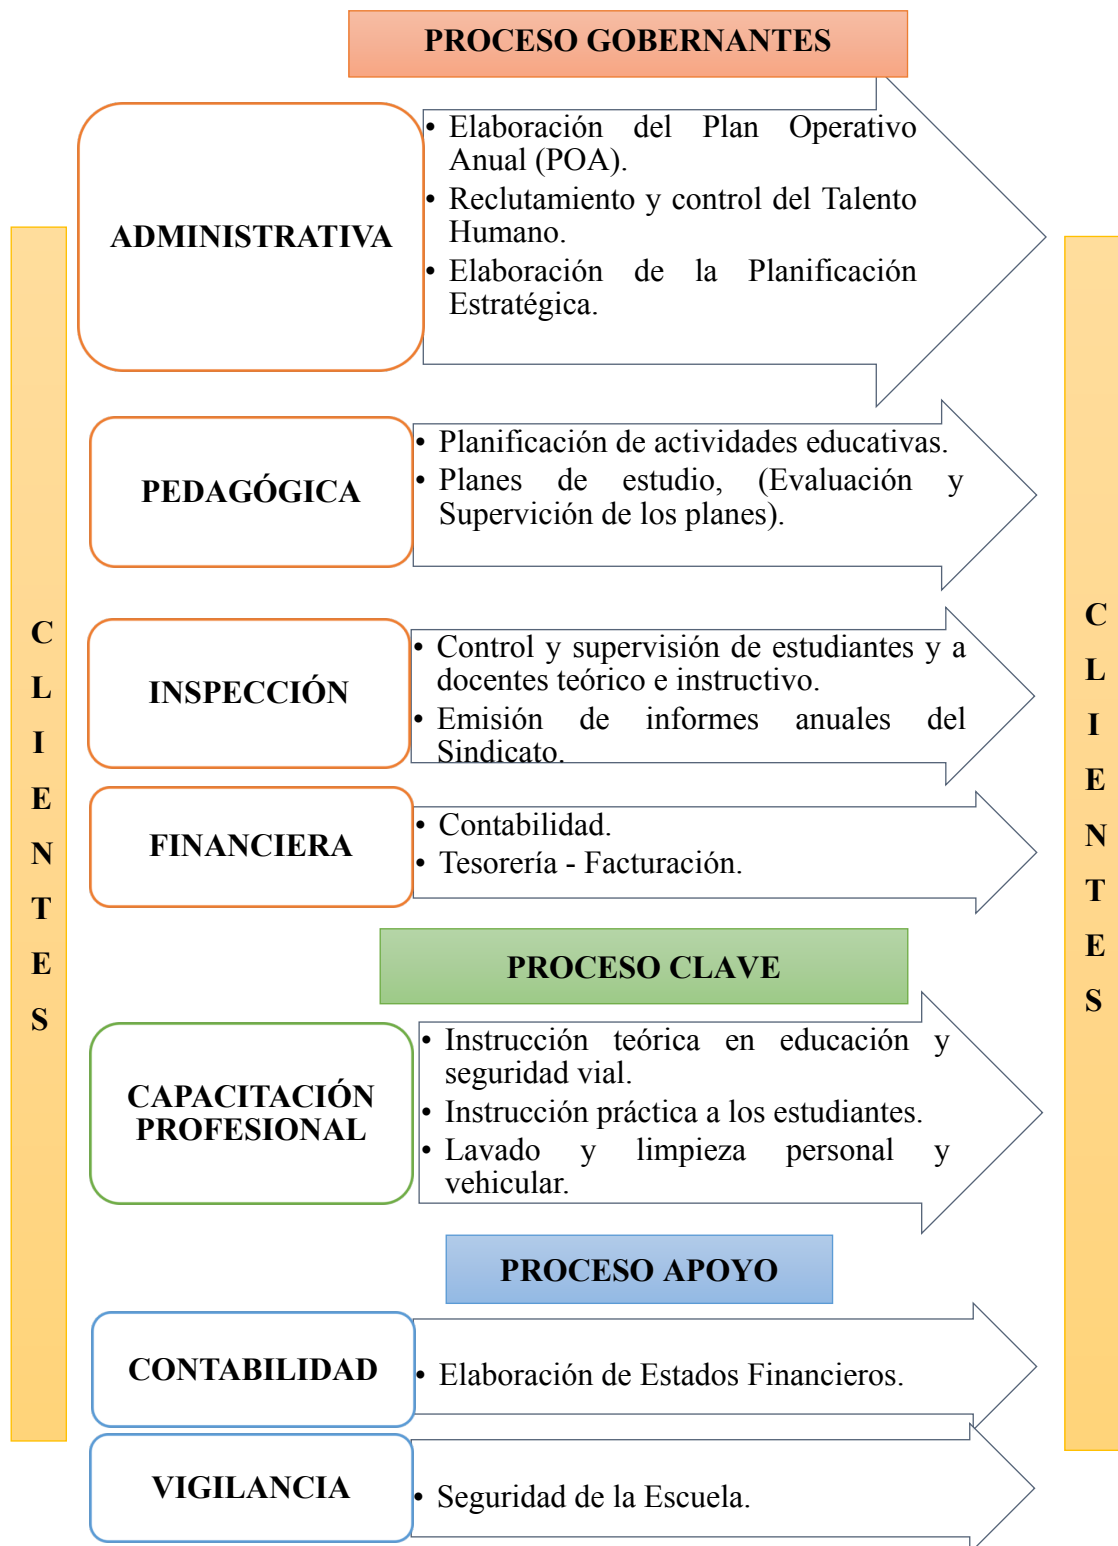 PROCESO GOBERNANTES
ADMINISTRATIVA
• Elaboración del Plan Operativo
Anual (POA).
• Reclutamiento y control del Talento
Humano.
• Elaboración de la Planificación
Estratégica.
PEDAGÓGICA
• Planificación de actividades educativas.
• Planes de estudio, (Evaluación y
Supervición de los planes).
INSPECCIÓN
• Control y supervisión de estudiantes y a
docentes teórico e instructivo.
• Emisión de informes anuales del
Sindicato.
FINANCIERA
• Contabilidad.
• Tesorería - Facturación.
PROCESO CLAVE
CAPACITACIÓN
PROFESIONAL
• Instrucción teórica en educación y
seguridad vial.
• Instrucción práctica a los estudiantes.
• Lavado y limpieza personal y
vehicular.
PROCESO APOYO
CONTABILIDAD
• Elaboración de Estados Financieros.
VIGILANCIA
• Seguridad de la Escuela.
C
L
I
E
N
T
E
S
C
L
I
E
N
T
E
S